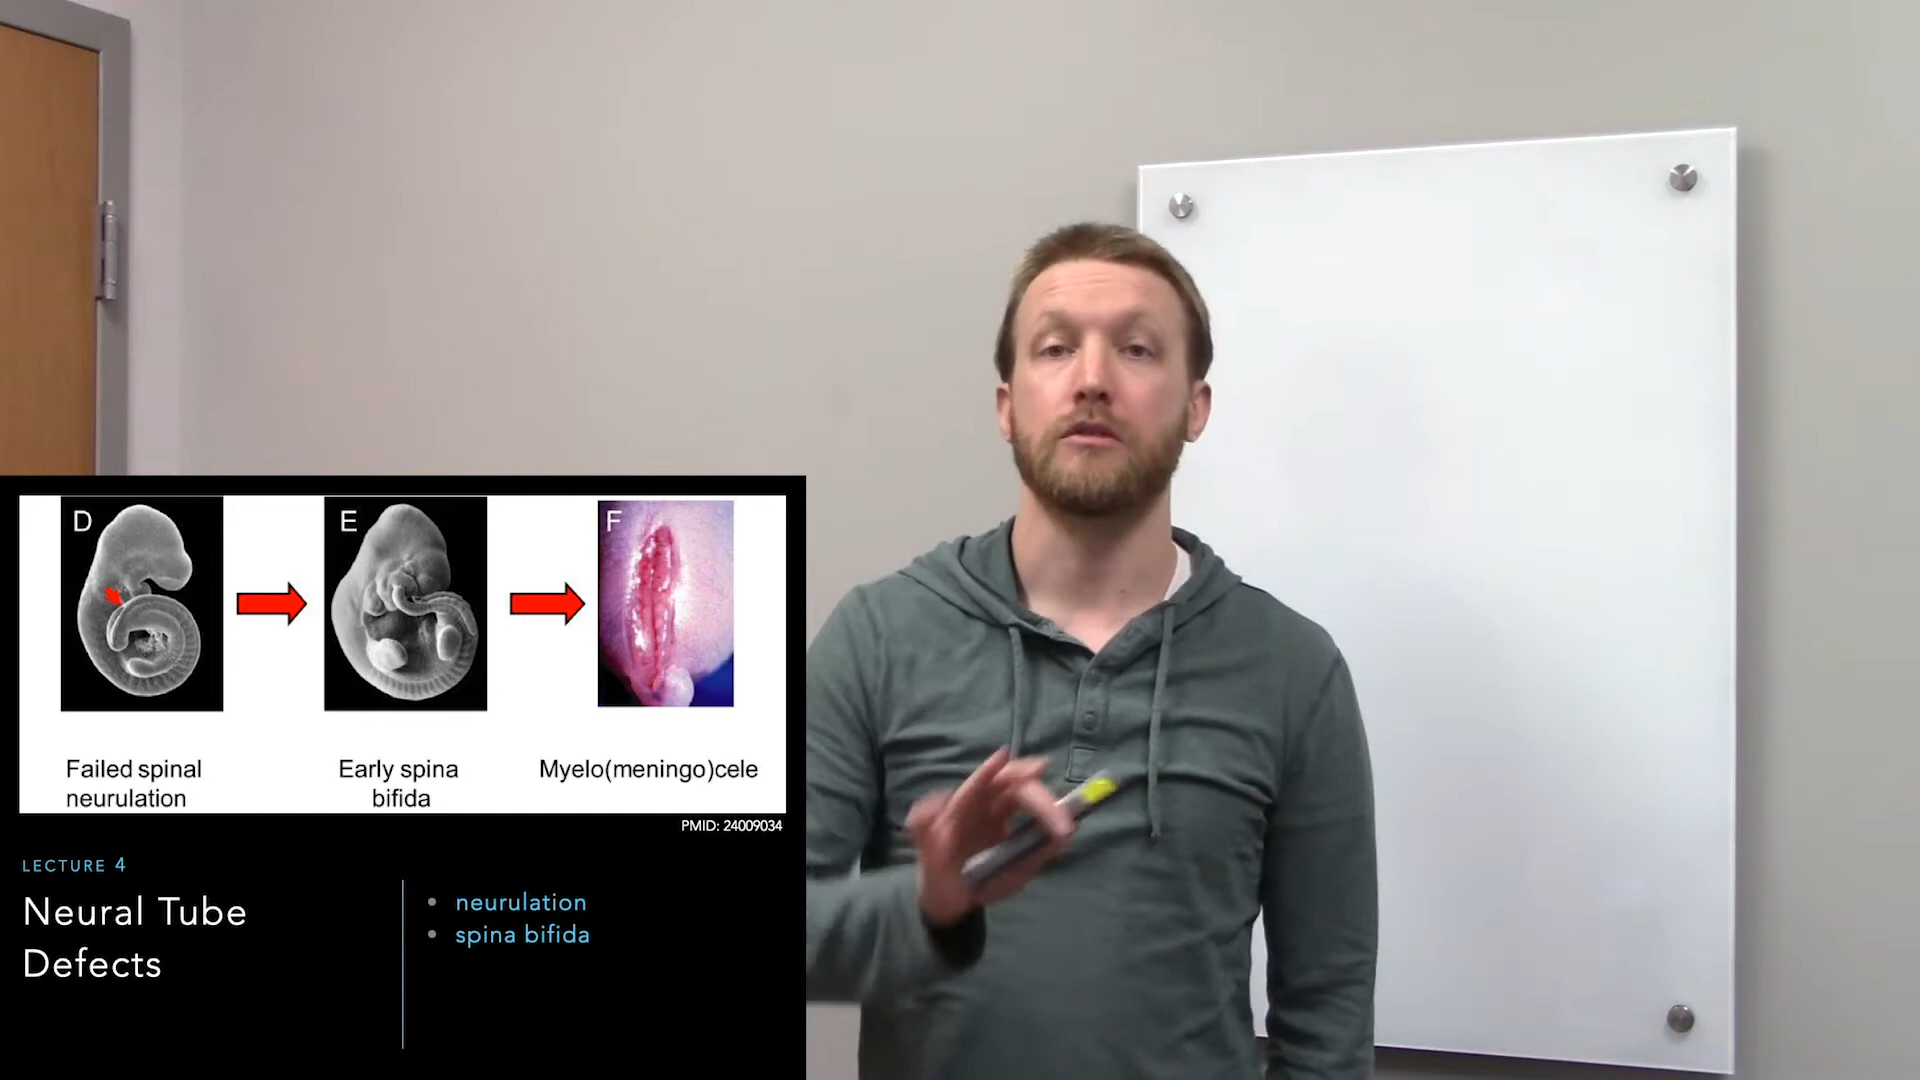 D
E
F
Failed spinal
neurulation
Early spina
bifida
Myelo(meningo)cele
PMID: 24009034
LECTURE 4
Neural Tube
Defects
• neurulation
• spina bifida